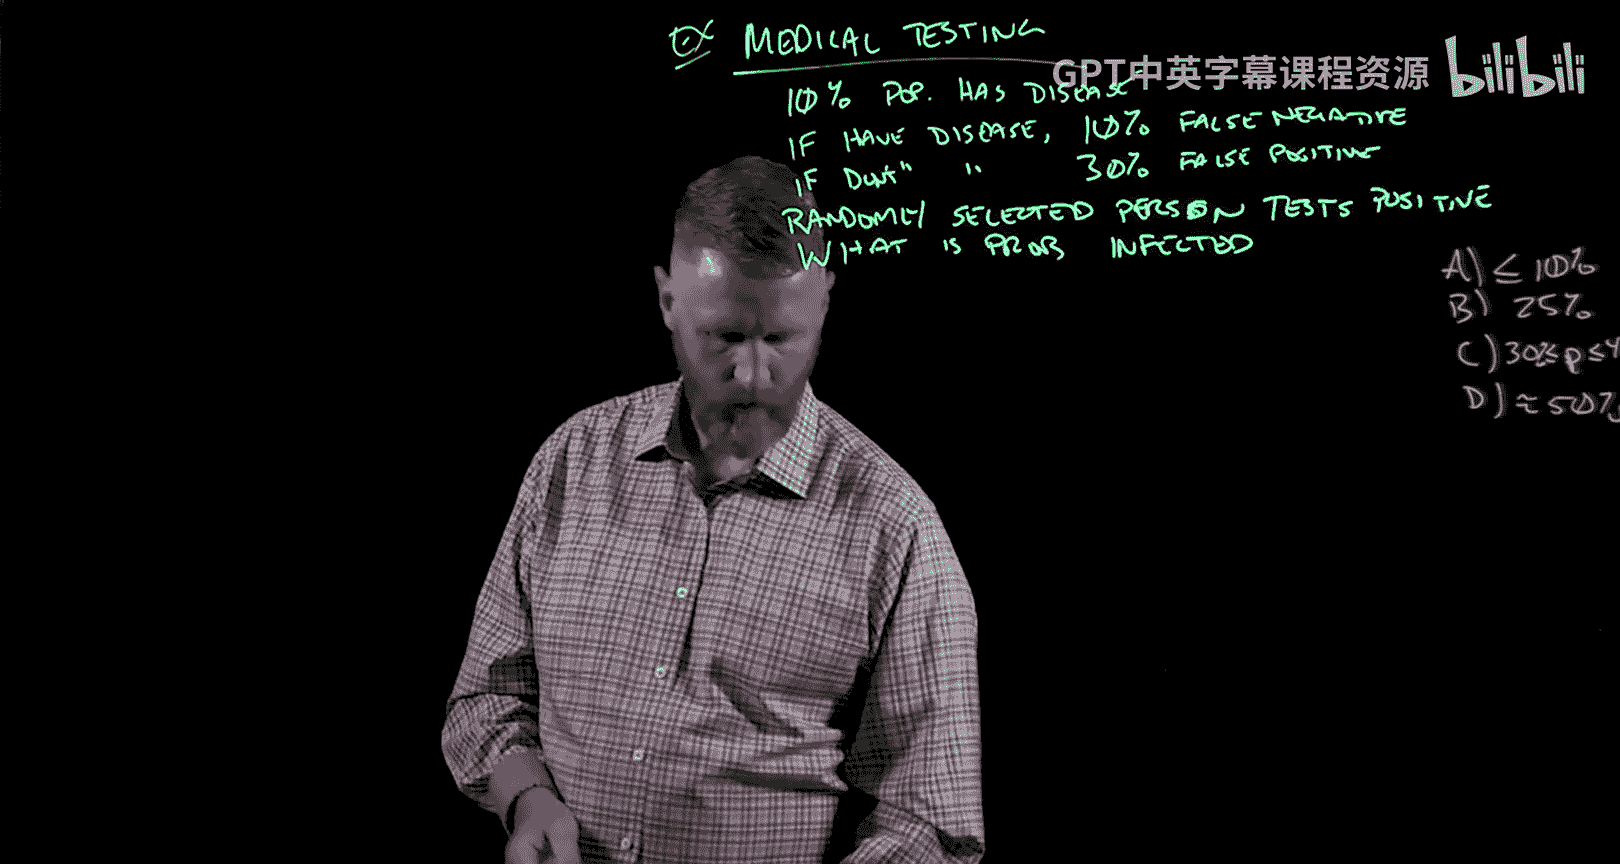 EX MEDICAL TESTING
GPT中英字幕课程资源 bilibili
10% POP. HAS DISEASE
IF HAVE DISEASE, 10% FALSE NEGATIVE
IF DON'T " " 30% FALSE POSITIVE
RANDOMLY SELECTED PERSON TESTS POSITIVE
WHAT IS PROB INFECTED
A) ≤ 10%
B) 25%
C) 30% ≤ p ≤ 4
D) ≈ 50%